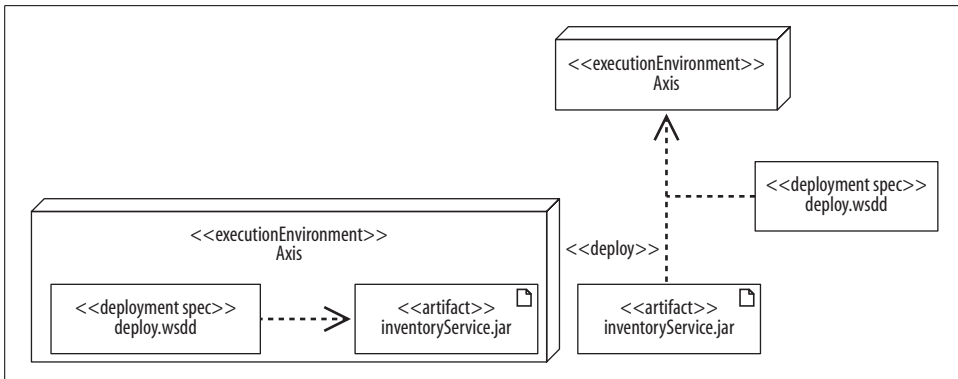 <<executionEnvironment>>
Axis
<<deployment spec>>
deploy.wsdd
<<artifact>>
inventoryService.jar
<<executionEnvironment>>
Axis
<<deployment spec>>
deploy.wsdd
<<deploy>>
<<artifact>>
inventoryService.jar